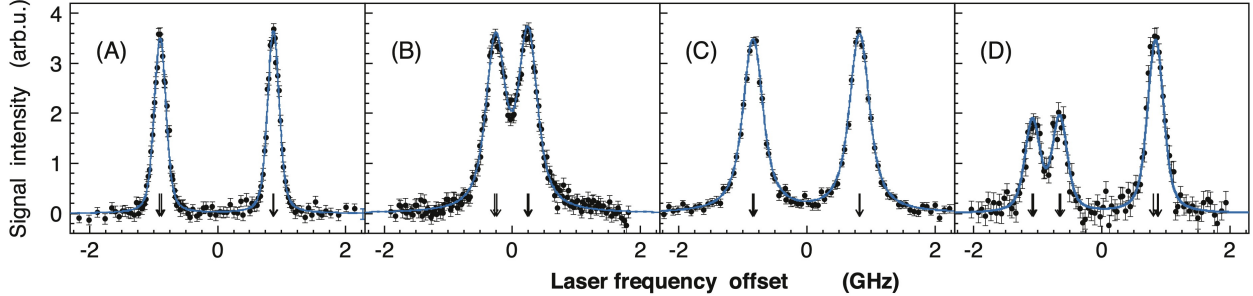 Signal intensity (arb.u.)
4
3
2
1
0
(A) (B) (C) (D)
-2 0 2 -2 0 2 -2 0 2 -2 0 2
Laser frequency offset (GHz)